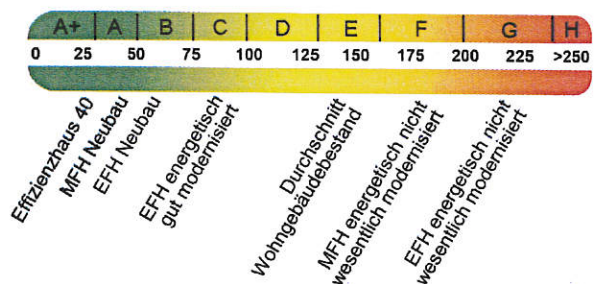 A+ A B C D E F G H
0 25 50 75 100 125 150 175 200 225 >250
Effizienzhaus 40
MFH Neubau
EFH Neubau
EFH energetisch
gut modernisiert
Durchschnitt
Wohngebäudebestand
MFH energetisch nicht
wesentlich modernisiert
EFH energetisch nicht
wesentlich modernisiert